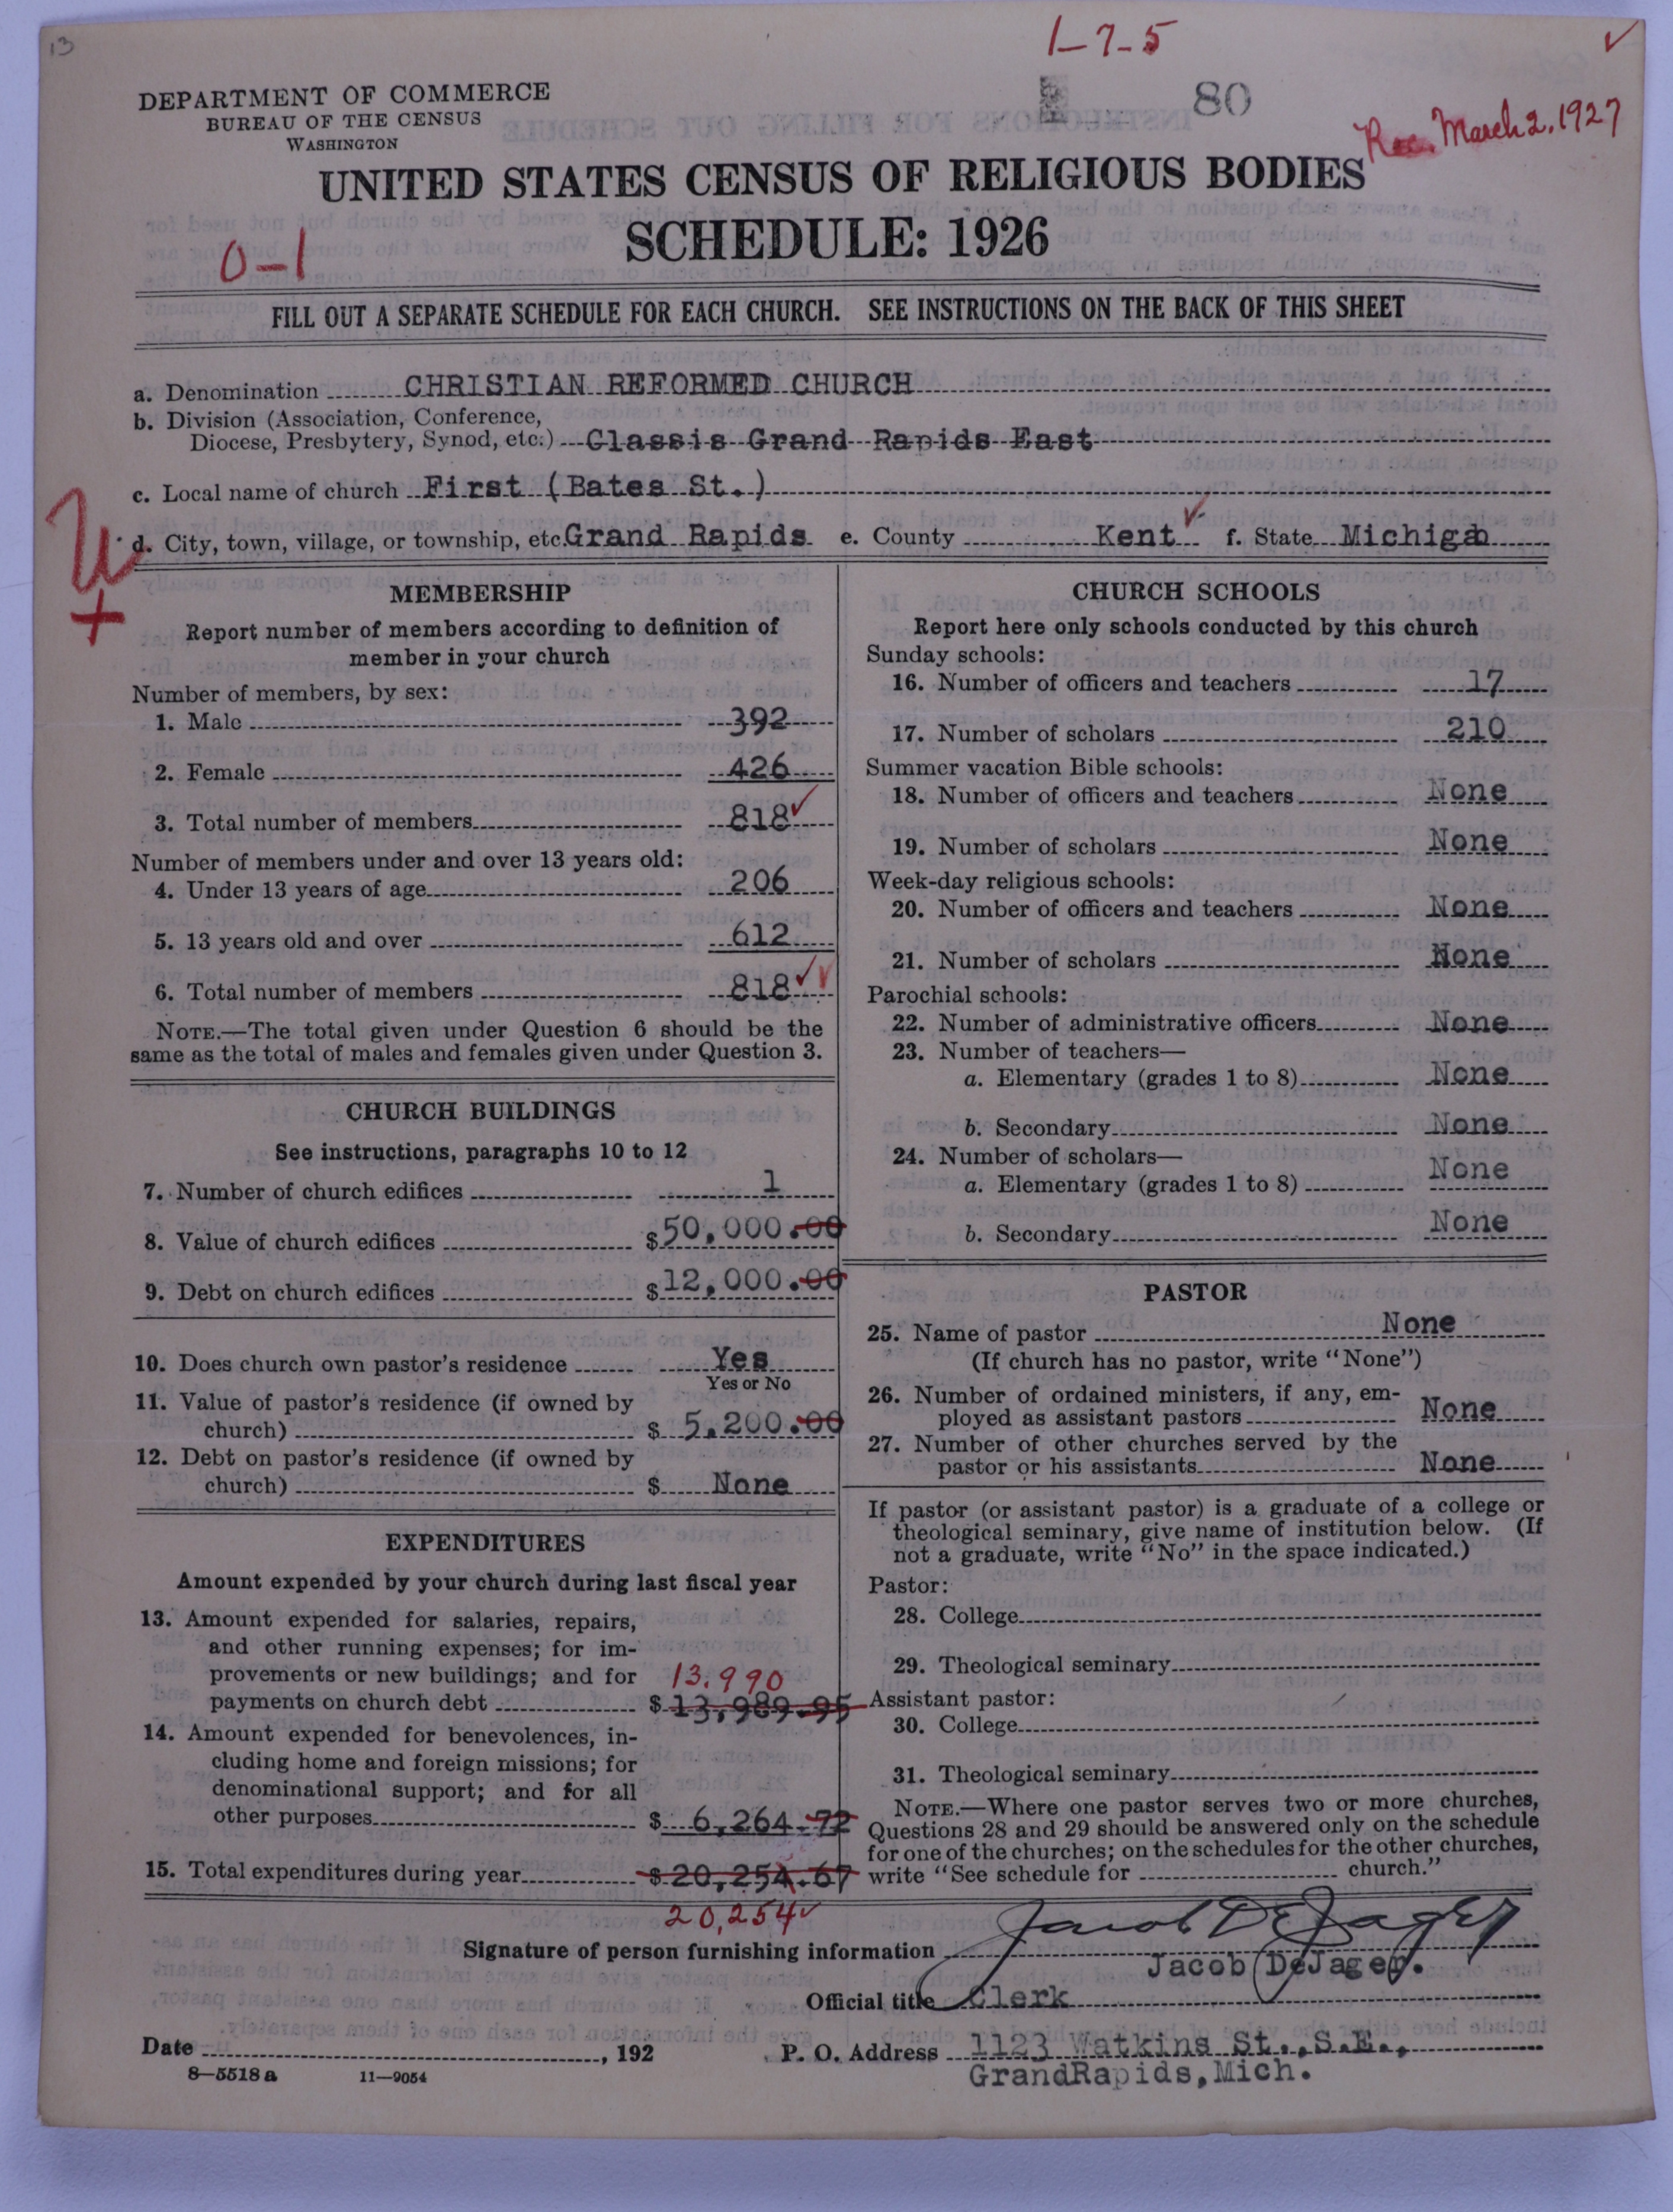 13
1-7-5
80
Rec. March 2, 1927
DEPARTMENT OF COMMERCE
BUREAU OF THE CENSUS
WASHINGTON
UNITED STATES CENSUS OF RELIGIOUS BODIES
SCHEDULE: 1926
0-1
FILL OUT A SEPARATE SCHEDULE FOR EACH CHURCH. SEE INSTRUCTIONS ON THE BACK OF THIS SHEET
a. Denomination CHRISTIAN REFORMED CHURCH
b. Division (Association, Conference,
Diocese, Presbytery, Synod, etc.) Classis Grand Rapids East
c. Local name of church First (Bates St.)
d. City, town, village, or township, etc. Grand Rapids e. County Kent f. State Michigan
MEMBERSHIP
Report number of members according to definition of
member in your church
Number of members, by sex:
1. Male 392
2. Female 426
3. Total number of members 818
Number of members under and over 13 years old:
4. Under 13 years of age 206
5. 13 years old and over 612
6. Total number of members 818
NOTE.—The total given under Question 6 should be the
same as the total of males and females given under Question 3.
CHURCH BUILDINGS
See instructions, paragraphs 10 to 12
7. Number of church edifices 1
8. Value of church edifices $50,000.00
9. Debt on church edifices $12,000.00
10. Does church own pastor's residence Yes
Yes or No
11. Value of pastor's residence (if owned by
church) $ 5,200.00
12. Debt on pastor's residence (if owned by
church) $ None
EXPENDITURES
Amount expended by your church during last fiscal year
13. Amount expended for salaries, repairs,
and other running expenses; for im-
provements or new buildings; and for 13.990
payments on church debt $ 13,989.95
14. Amount expended for benevolences, in-
cluding home and foreign missions; for
denominational support; and for all
other purposes $ 6,264.72
15. Total expenditures during year $20,254.67
20,254
CHURCH SCHOOLS
Report here only schools conducted by this church
Sunday schools:
16. Number of officers and teachers 17
17. Number of scholars 210
Summer vacation Bible schools:
18. Number of officers and teachers None
19. Number of scholars None
Week-day religious schools:
20. Number of officers and teachers None
21. Number of scholars None
Parochial schools:
22. Number of administrative officers None
23. Number of teachers—
a. Elementary (grades 1 to 8) None
b. Secondary None
24. Number of scholars—
a. Elementary (grades 1 to 8) None
b. Secondary None
PASTOR
25. Name of pastor None
(If church has no pastor, write "None")
26. Number of ordained ministers, if any, em-
ployed as assistant pastors None
27. Number of other churches served by the
pastor or his assistants None
If pastor (or assistant pastor) is a graduate of a college or
theological seminary, give name of institution below. (If
not a graduate, write "No" in the space indicated.)
Pastor:
28. College
29. Theological seminary
Assistant pastor:
30. College
31. Theological seminary
NOTE.—Where one pastor serves two or more churches,
Questions 28 and 29 should be answered only on the schedule
for one of the churches; on the schedules for the other churches,
write "See schedule for church."
Signature of person furnishing information Jacob DeJager
Jacob DeJager.
Official title Clerk
Date , 192 P. O. Address 1123 Watkins St., S.E.,
8—5518a 11—9054 GrandRapids, Mich.